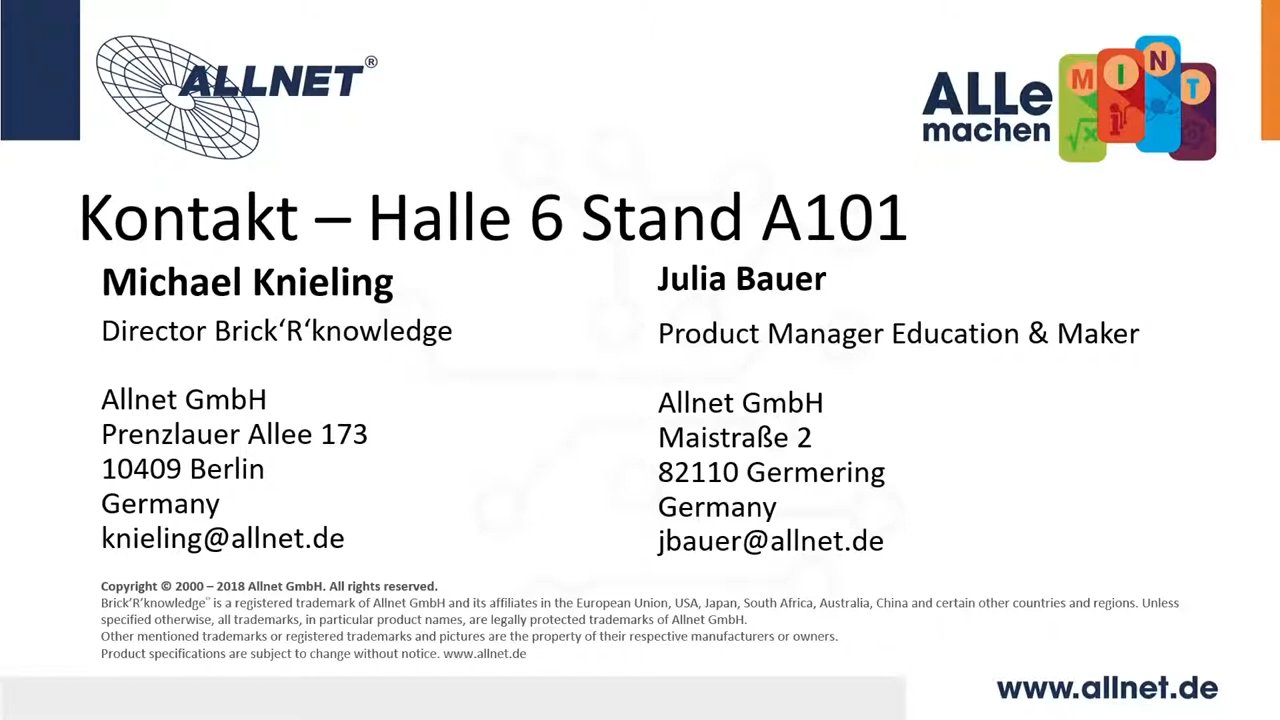 ALLNET®
ALLe
machen
M I N T
Kontakt – Halle 6 Stand A101
Michael Knieling
Director Brick‘R‘knowledge
Allnet GmbH
Prenzlauer Allee 173
10409 Berlin
Germany
knieling@allnet.de
Julia Bauer
Product Manager Education & Maker
Allnet GmbH
Maistraße 2
82110 Germering
Germany
jbauer@allnet.de
Copyright © 2000 – 2018 Allnet GmbH. All rights reserved.
Brick’R’knowledge is a registered trademark of Allnet GmbH and its affiliates in the European Union, USA, Japan, South Africa, Australia, China and certain other countries and regions. Unless
specified otherwise, all trademarks, in particular product names, are legally protected trademarks of Allnet GmbH.
Other mentioned trademarks or registered trademarks and pictures are the property of their respective manufacturers or owners.
Product specifications are subject to change without notice. www.allnet.de
www.allnet.de